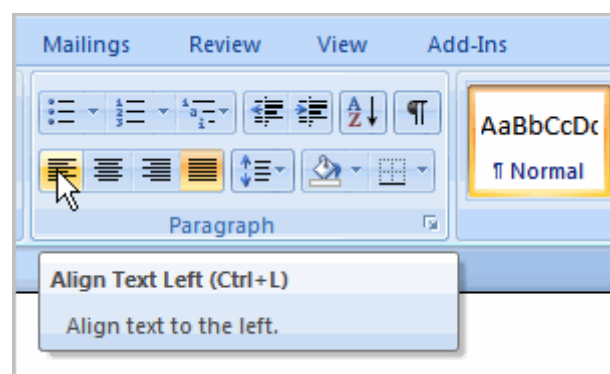 Mailings Review View Add-Ins
AaBbCcDc
¶ Normal
Paragraph
Align Text Left (Ctrl+L)
Align text to the left.